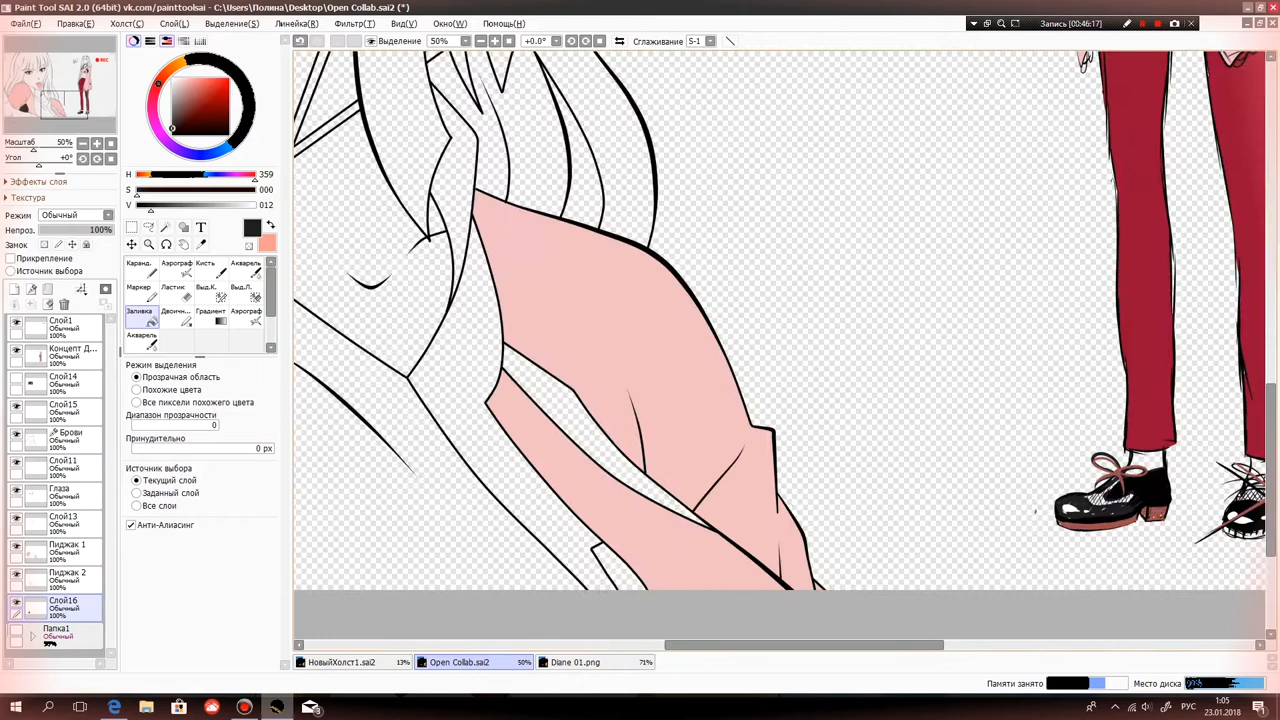 Paint Tool SAI 2 (64bit) vk.com/painttoolsai - C:\Users\Полина\Desktop\Open Collab.sai2 (*)
Файл(F) Правка(E) Холст(C) Слой(L) Выделение(S) Линейка(R) Фильтр(T) Вид(V) Окно(W) Помощь(H)
Запись [00:46:17]
Выделение 50% +0.0° Сглаживание S-1
REC
Масштаб 50%
Угол +0°
Эффекты слоя
Текстура
Режим Обычный
Непроз. 100%
Замок
Прикрепление
Источник выбора
H 359
S 000
V 012
T
Каранд. Аэрограф Кисть Акварель
Маркер Ластик Выд.К. Выд.Л.
Заливка Двоичн... Градиент Аэрограф
Акварель
Режим выделения
Прозрачная область
Похожие цвета
Все пиксели похожего цвета
Диапазон прозрачности
0
Принудительно
0 px
Источник выбора
Текущий слой
Заданный слой
Все слои
Анти-Алиасинг
Слой1
Обычный
100%
Концепт Д...
Обычный
100%
Слой14
Обычный
100%
Слой15
Обычный
100%
Брови
Обычный
100%
Слой11
Обычный
100%
Глаза
Обычный
100%
Слой13
Обычный
100%
Пиджак 1
Обычный
100%
Пиджак 2
Обычный
100%
Слой16
Обычный
100%
Папка1
Обычный
НовыйХолст1.sai2 13% Open Collab.sai2 50% Diane 01.png 71%
Памяти занято Место диска
РУС
1:05
23.01.2018